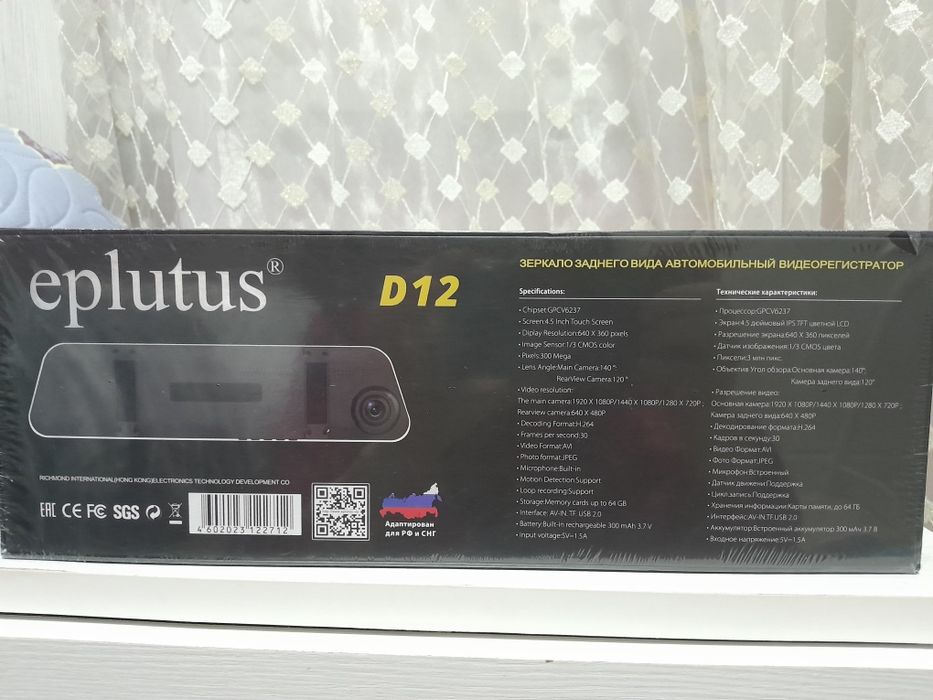 eplutus®
D12
ЗЕРКАЛО ЗАДНЕГО ВИДА АВТОМОБИЛЬНЫЙ ВИДЕОРЕГИСТРАТОР
Specifications:
• Chipset:GPCV6237
• Screen:4.5 Inch Touch Screen
• Diplay Resolution:640 X 360 pixels
• Image Sensor:1/3 CMOS color
• Pixels:300 Mega
• Lens Angle:Main Camera:140 °
RearView Camera:120 °
• Video resolution:
The main camera:1920 X 1080P/1440 X 1080P/1280 X 720P ;
Rearview camera:640 X 480P
• Decoding Format:H.264
• Frames per second:30
• Video Format:AVI
• Photo format:JPEG
• Microphone:Built-in
• Motion Detection Support
• Loop recording:Support
• Storage:Memory cards up to 64 GB
• Interface: AV-IN: TF: USB 2.0
• Battery:Built-in rechargeable 300 mAh 3.7 V
• Input voltage:5V⎓1.5A
Технические характеристики:
• Процессор:GPCV6237
• Экран:4.5 дюймовый IPS TFT цветной LCD
• Разрешение экрана:640 X 360 пикселей
• Датчик изображения:1/3 CMOS цвета
• Пиксели:3 млн пикс.
• Объектив Угол обзора:Основная камера:140°
Камера заднего вида:120°
• Разрешение видео:
Основная камера:1920 X 1080P/1440 X 1080P/1280 X 720P ;
Камера заднего вида:640 X 480P
• Декодирование формата:H.264
• Кадров в секунду:30
• Видео Формат:AVI
• Фото Формат:JPEG
• Микрофон:Встроенный
• Датчик движения:Поддержка
• Цикл.запись Поддержка
• Хранения информации:Карты памяти, до 64 ГБ
• Интерфейс:AV-IN.TF.USB 2.0
• Аккумулятор:Встроенный аккумулятор 300 мАч 3.7 В
• Входное напряжение:5V⎓1.5A
RICHMOND INTERNATIONAL(HONG KONG)ELECTRONICS TECHNOLOGY DEVELOPMENT CO
EAC CE FC SGS
4 602023 122712
Адаптирован
для РФ и СНГ